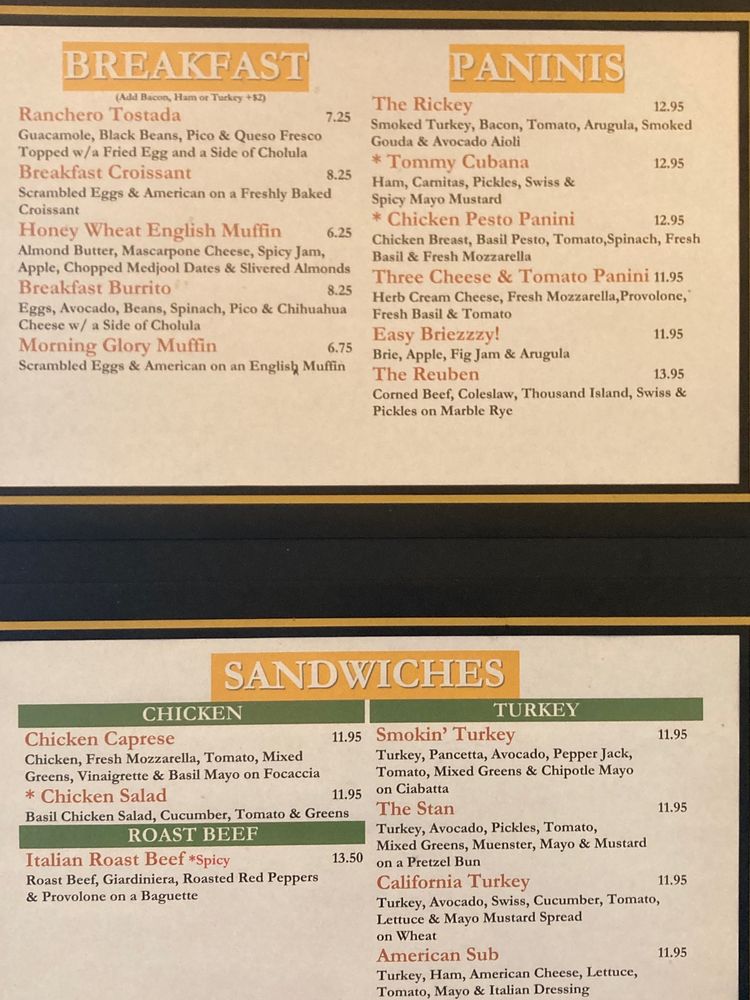 BREAKFAST
(Add Bacon, Ham or Turkey +$2)
Ranchero Tostada 7.25
Guacamole, Black Beans, Pico & Queso Fresco
Topped w/a Fried Egg and a Side of Cholula
Breakfast Croissant 8.25
Scrambled Eggs & American on a Freshly Baked
Croissant
Honey Wheat English Muffin 6.25
Almond Butter, Mascarpone Cheese, Spicy Jam,
Apple, Chopped Medjool Dates & Slivered Almonds
Breakfast Burrito 8.25
Eggs, Avocado, Beans, Spinach, Pico & Chihuahua
Cheese w/ a Side of Cholula
Morning Glory Muffin 6.75
Scrambled Eggs & American on an English Muffin
PANINIS
The Rickey 12.95
Smoked Turkey, Bacon, Tomato, Arugula, Smoked
Gouda & Avocado Aioli
* Tommy Cubana 12.95
Ham, Carnitas, Pickles, Swiss &
Spicy Mayo Mustard
* Chicken Pesto Panini 12.95
Chicken Breast, Basil Pesto, Tomato,Spinach, Fresh
Basil & Fresh Mozzarella
Three Cheese & Tomato Panini 11.95
Herb Cream Cheese, Fresh Mozzarella,Provolone,
Fresh Basil & Tomato
Easy Briezzzy! 11.95
Brie, Apple, Fig Jam & Arugula
The Reuben 13.95
Corned Beef, Coleslaw, Thousand Island, Swiss &
Pickles on Marble Rye
SANDWICHES
CHICKEN
Chicken Caprese 11.95
Chicken, Fresh Mozzarella, Tomato, Mixed
Greens, Vinaigrette & Basil Mayo on Focaccia
* Chicken Salad 11.95
Basil Chicken Salad, Cucumber, Tomato & Greens
ROAST BEEF
Italian Roast Beef *Spicy 13.50
Roast Beef, Giardiniera, Roasted Red Peppers
& Provolone on a Baguette
TURKEY
Smokin' Turkey 11.95
Turkey, Pancetta, Avocado, Pepper Jack,
Tomato, Mixed Greens & Chipotle Mayo
on Ciabatta
The Stan 11.95
Turkey, Avocado, Pickles, Tomato,
Mixed Greens, Muenster, Mayo & Mustard
on a Pretzel Bun
California Turkey 11.95
Turkey, Avocado, Swiss, Cucumber, Tomato,
Lettuce & Mayo Mustard Spread
on Wheat
American Sub 11.95
Turkey, Ham, American Cheese, Lettuce,
Tomato, Mayo & Italian Dressing